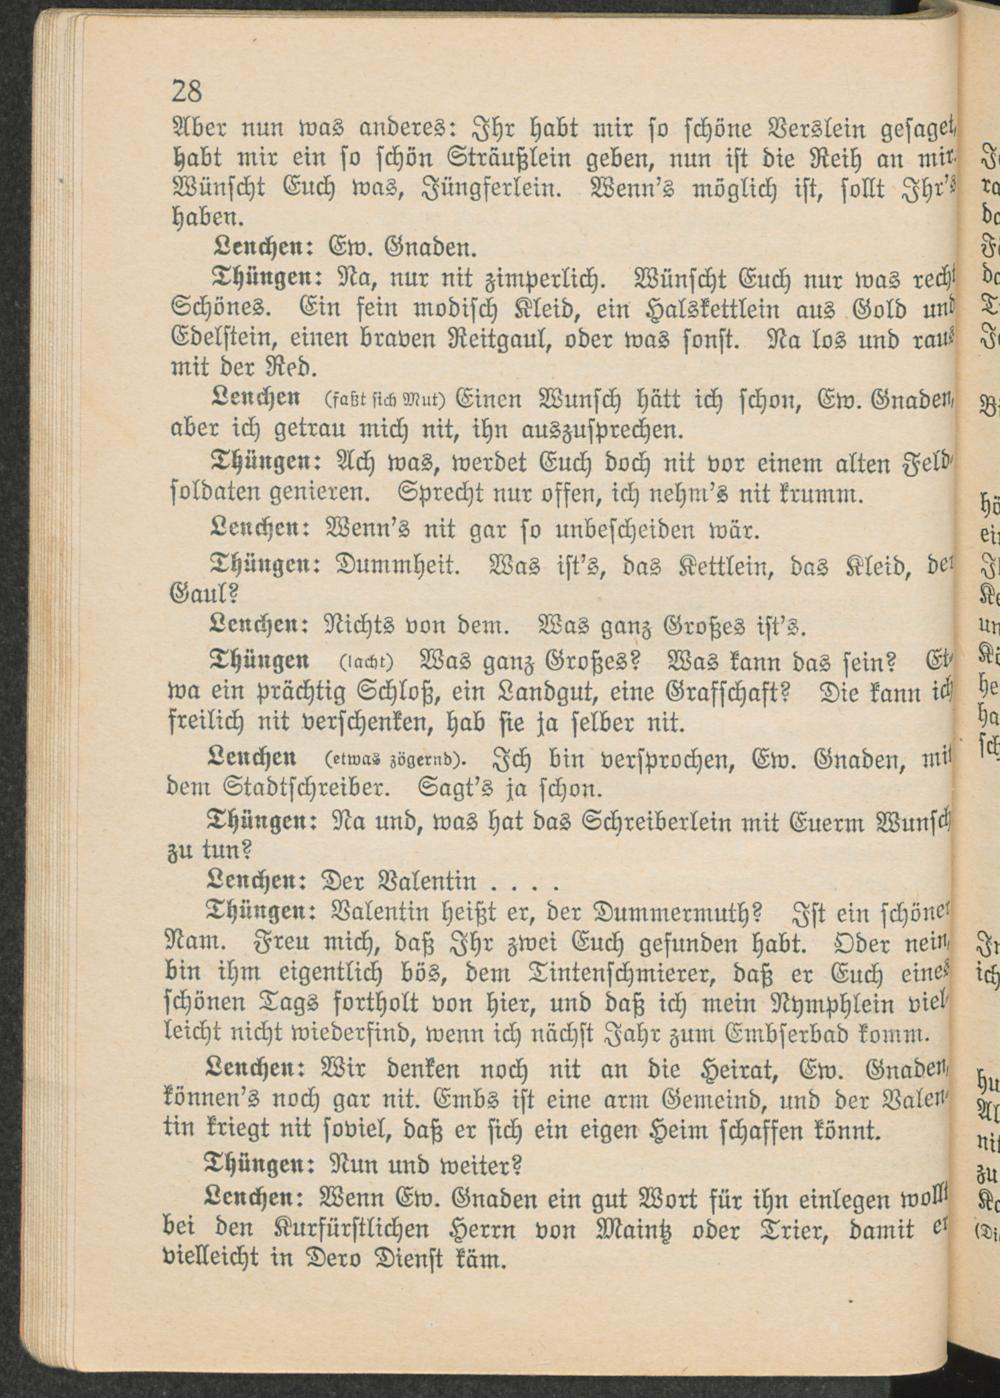 28
Aber nun was anderes: Ihr habt mir so schöne Verslein gesaget,
habt mir ein so schön Sträußlein geben, nun ist die Reih an mir.
Wünscht Euch was, Jüngferlein. Wenn's möglich ist, sollt Ihr's
haben.
Lenchen: Ew. Gnaden.
Thüngen: Na, nur nit zimperlich. Wünscht Euch nur was recht
Schönes. Ein fein modisch Kleid, ein Halskettlein aus Gold und
Edelstein, einen braven Reitgaul, oder was sonst. Na los und raus
mit der Red.
Lenchen (faßt sich Mut) Einen Wunsch hätt ich schon, Ew. Gnaden,
aber ich getrau mich nit, ihn auszusprechen.
Thüngen: Ach was, werdet Euch doch nit vor einem alten Feld-
soldaten genieren. Sprecht nur offen, ich nehm's nit krumm.
Lenchen: Wenn's nit gar so unbescheiden wär.
Thüngen: Dummheit. Was ist's, das Kettlein, das Kleid, der
Gaul?
Lenchen: Nichts von dem. Was ganz Großes ist's.
Thüngen (lacht) Was ganz Großes? Was kann das sein? Et-
wa ein prächtig Schloß, ein Landgut, eine Grafschaft? Die kann ich
freilich nit verschenken, hab sie ja selber nit.
Lenchen (etwas zögernd). Ich bin versprochen, Ew. Gnaden, mit
dem Stadtschreiber. Sagt's ja schon.
Thüngen: Na und, was hat das Schreiberlein mit Euerm Wunsch
zu tun?
Lenchen: Der Valentin . . . .
Thüngen: Valentin heißt er, der Dummermuth? Ist ein schöner
Nam. Freu mich, daß Ihr zwei Euch gefunden habt. Oder nein,
bin ihm eigentlich bös, dem Tintenschmierer, daß er Euch eines
schönen Tags fortholt von hier, und daß ich mein Nymphlein viel-
leicht nicht wiederfind, wenn ich nächst Jahr zum Embserbad komm.
Lenchen: Wir denken noch nit an die Heirat, Ew. Gnaden,
können's noch gar nit. Embs ist eine arm Gemeind, und der Valen-
tin kriegt nit soviel, daß er sich ein eigen Heim schaffen könnt.
Thüngen: Nun und weiter?
Lenchen: Wenn Ew. Gnaden ein gut Wort für ihn einlegen wollt
bei den Kurfürstlichen Herrn von Maintz oder Trier, damit er
vielleicht in Dero Dienst käm.